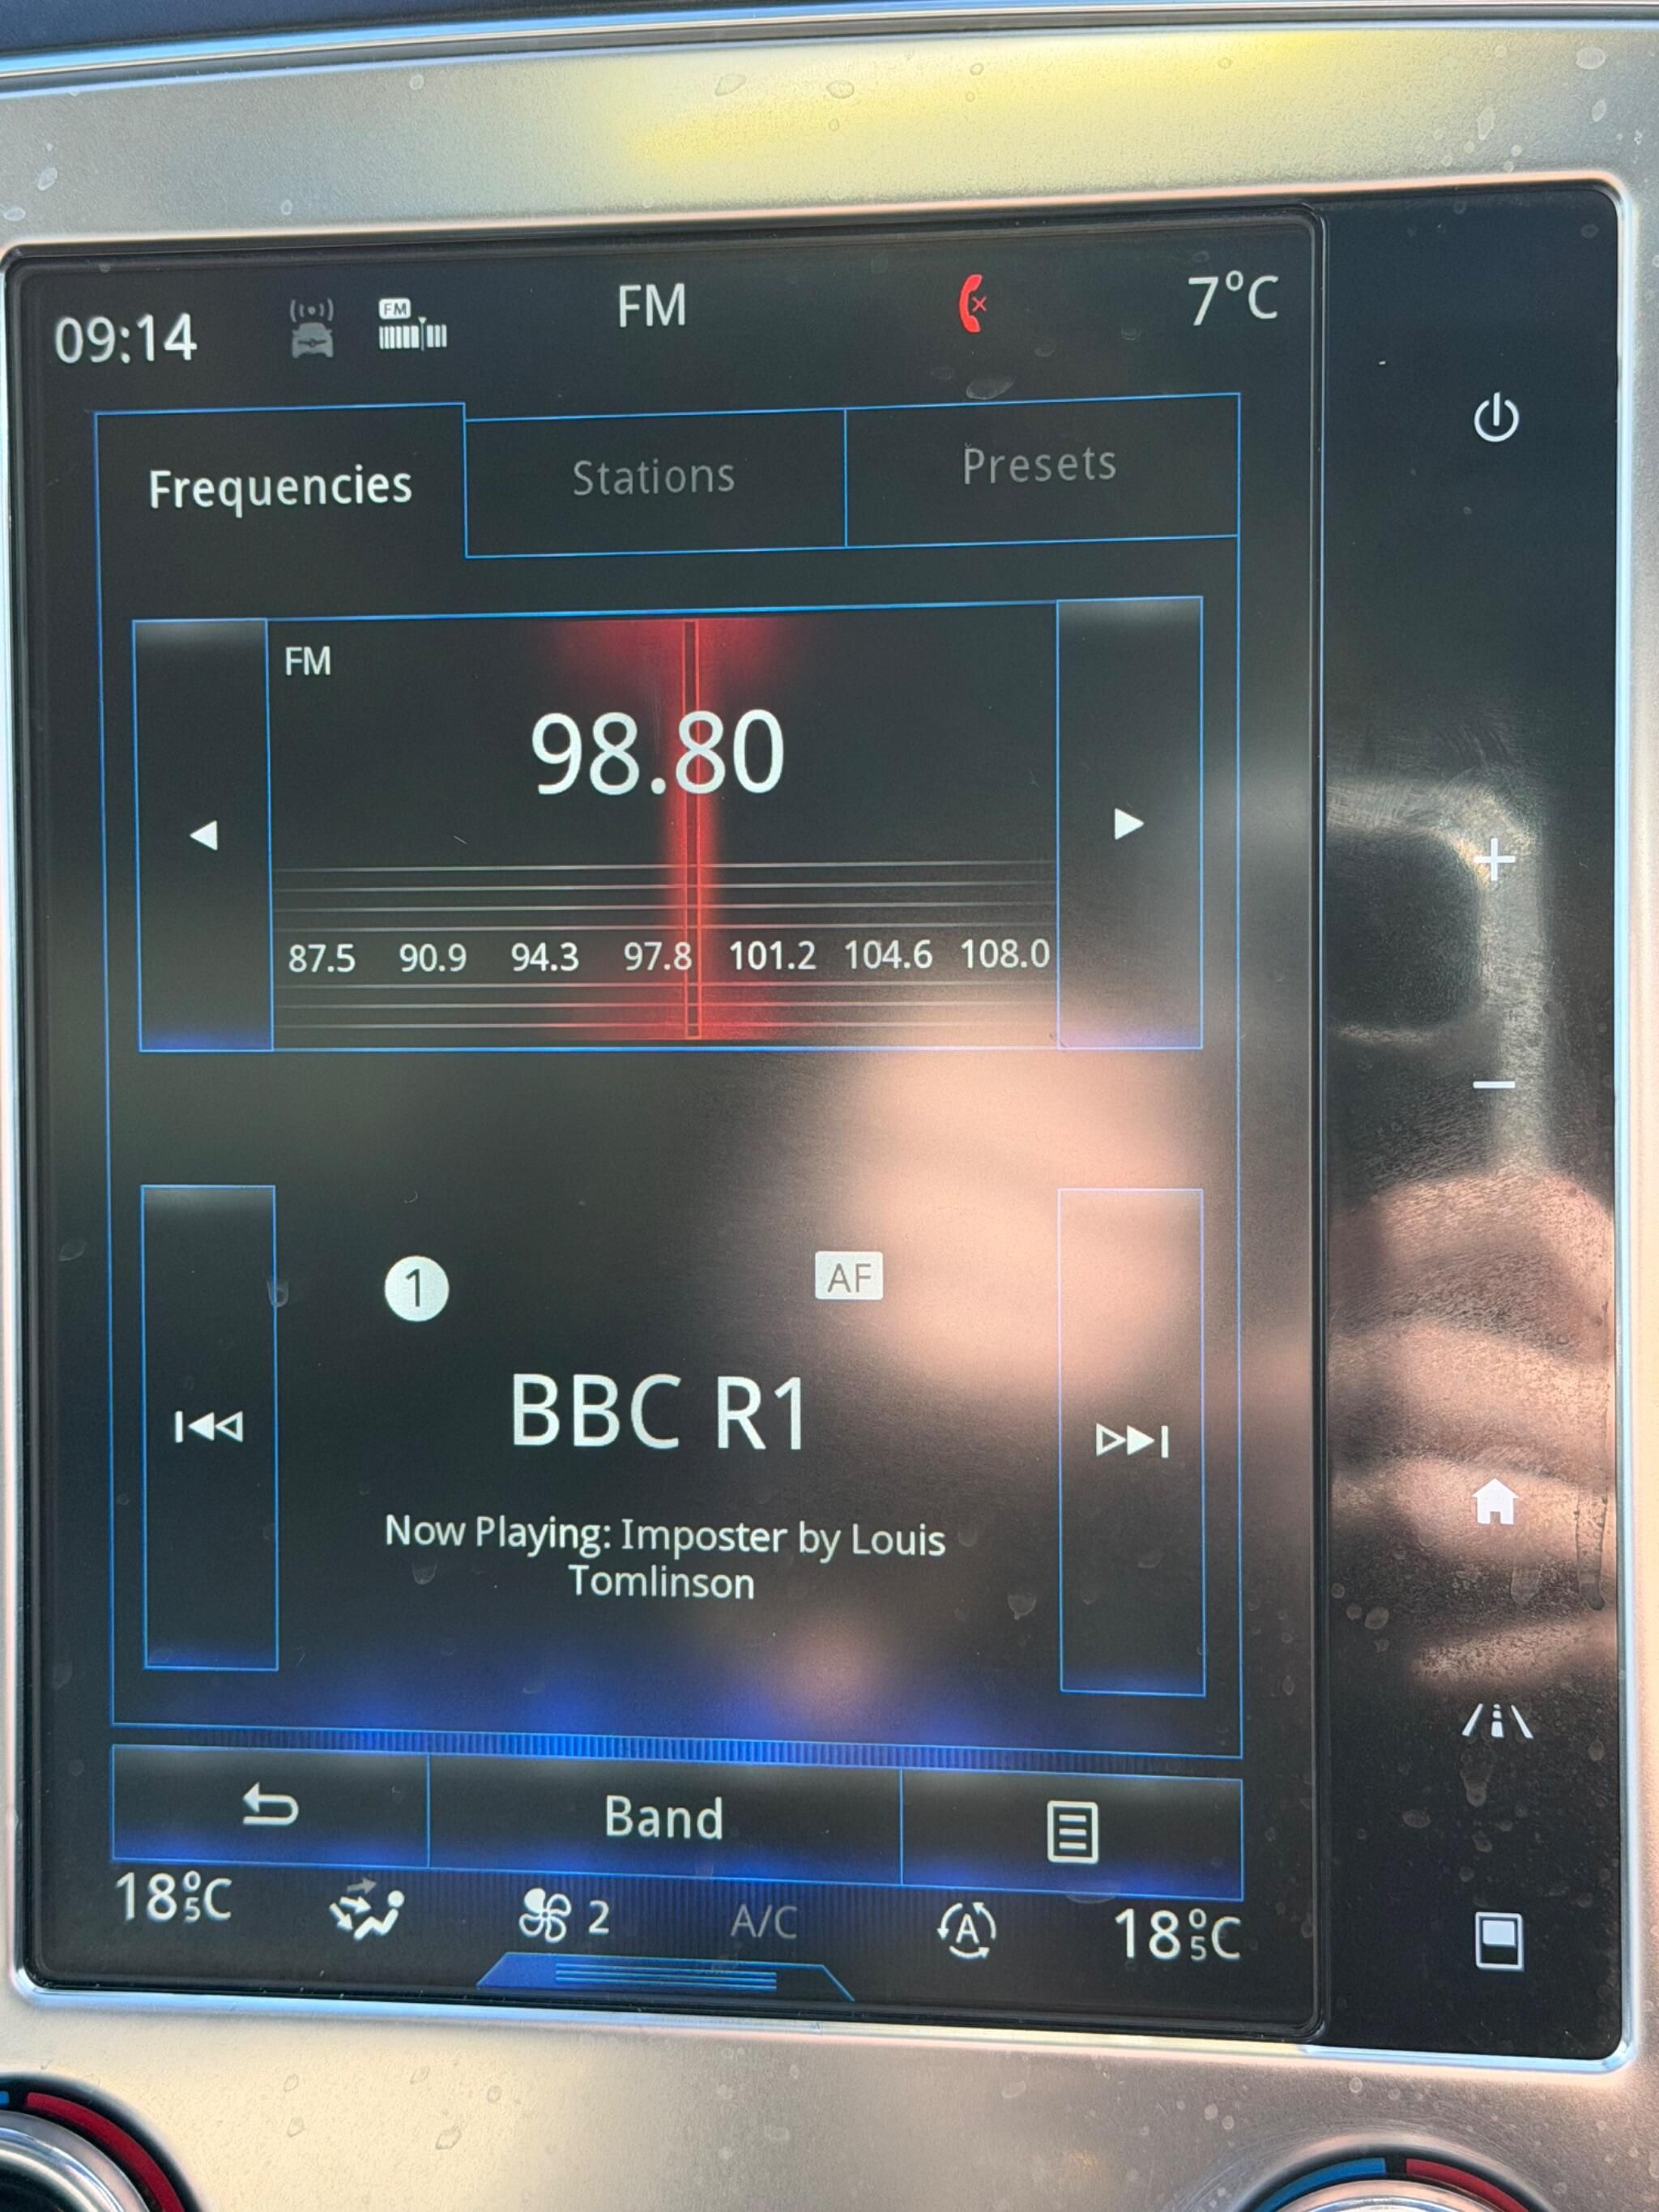 09:14 FM FM 7°C
Frequencies Stations Presets
FM
98.80
87.5 90.9 94.3 97.8 101.2 104.6 108.0
1 AF
BBC R1
Now Playing: Imposter by Louis
Tomlinson
Band
18°5C 2 A/C A 18°5C